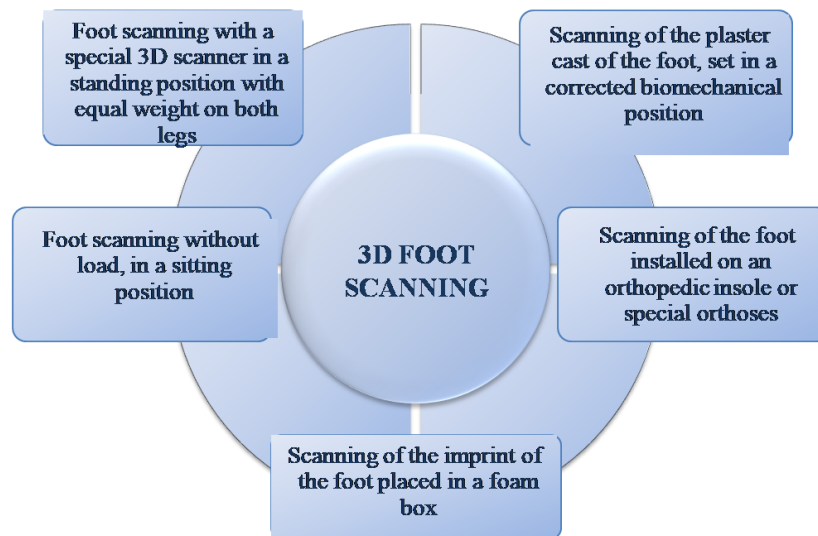 Foot scanning with a
special 3D scanner in a
standing position with
equal weight on both
legs
Scanning of the plaster
cast of the foot, set in a
corrected biomechanical
position
Foot scanning without
load, in a sitting
position
3D FOOT
SCANNING
Scanning of the foot
installed on an
orthopedic insole or
special orthoses
Scanning of the imprint of
the foot placed in a foam
box